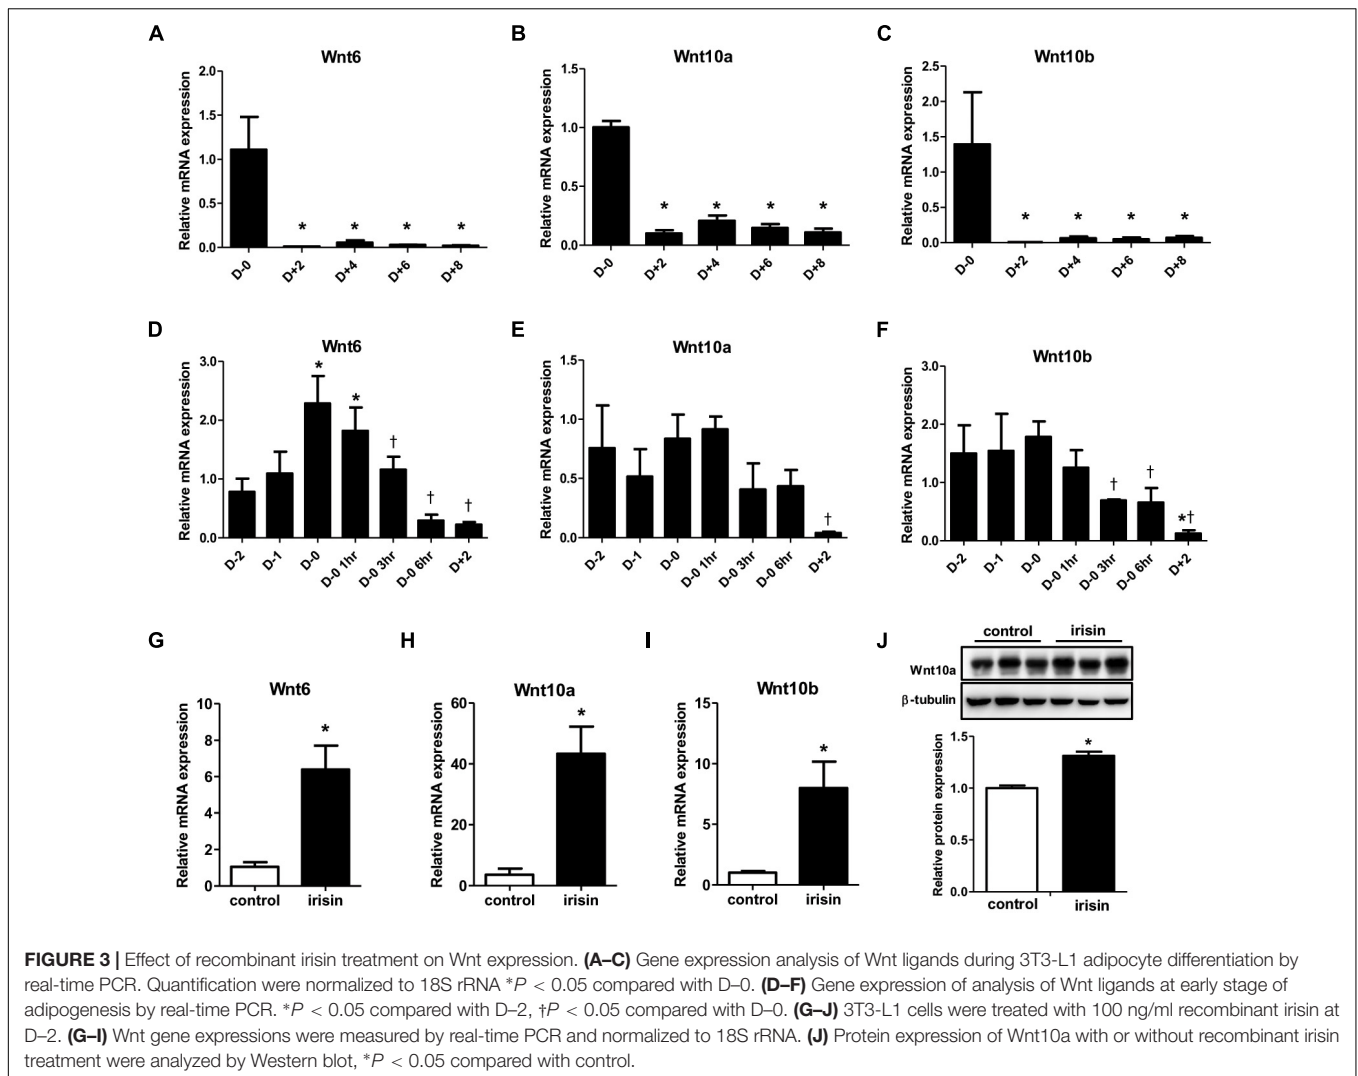 A
Wnt6
Relative mRNA expression
2.0
1.5
1.0
0.5
0.0
* * * *
D-0 D+2 D+4 D+6 D+8
B
Wnt10a
Relative mRNA expression
1.5
1.0
0.5
0.0
* * * *
D-0 D+2 D+4 D+6 D+8
C
Wnt10b
Relative mRNA expression
2.5
2.0
1.5
1.0
0.5
0.0
* * * *
D-0 D+2 D+4 D+6 D+8
D
Wnt6
Relative mRNA expression
3.0
2.0
1.0
0.0
* * † † †
D-2 D-1 D-0 D-0 1hr D-0 3hr D-0 6hr D+2
E
Wnt10a
Relative mRNA expression
1.5
1.0
0.5
0.0
†
D-2 D-1 D-0 D-0 1hr D-0 3hr D-0 6hr D+2
F
Wnt10b
Relative mRNA expression
3.0
2.0
1.0
0.0
† † *†
D-2 D-1 D-0 D-0 1hr D-0 3hr D-0 6hr D+2
G
Wnt6
Relative mRNA expression
10
8
6
4
2
0
*
control irisin
H
Wnt10a
Relative mRNA expression
60
40
20
0
*
control irisin
I
Wnt10b
Relative mRNA expression
15
10
5
0
*
control irisin
J
control irisin
Wnt10a
β-tubulin
Relative protein expression
1.5
1.0
0.5
0.0
*
control irisin
FIGURE 3 | Effect of recombinant irisin treatment on Wnt expression. (A–C) Gene expression analysis of Wnt ligands during 3T3-L1 adipocyte differentiation by
real-time PCR. Quantification were normalized to 18S rRNA *P < 0.05 compared with D–0. (D–F) Gene expression of analysis of Wnt ligands at early stage of
adipogenesis by real-time PCR. *P < 0.05 compared with D–2, †P < 0.05 compared with D–0. (G–J) 3T3-L1 cells were treated with 100 ng/ml recombinant irisin at
D–2. (G–I) Wnt gene expressions were measured by real-time PCR and normalized to 18S rRNA. (J) Protein expression of Wnt10a with or without recombinant irisin
treatment were analyzed by Western blot, *P < 0.05 compared with control.